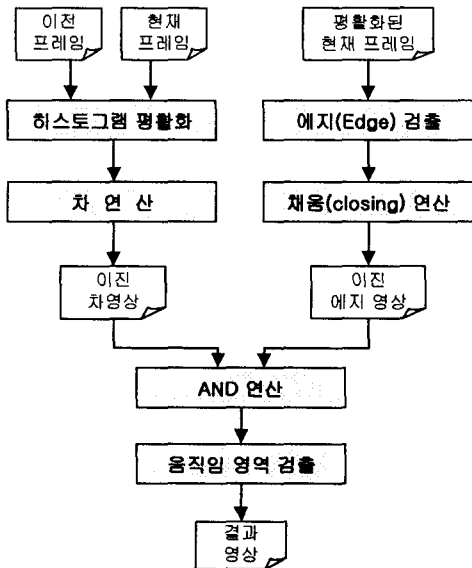 이전
프레임
현재
프레임
평활화된
현재 프레임
히스토그램 평활화
에지(Edge) 검출
차 연 산
채움(closing) 연산
이진
차영상
이진
에지 영상
AND 연산
움직임 영역 검출
결과
영상